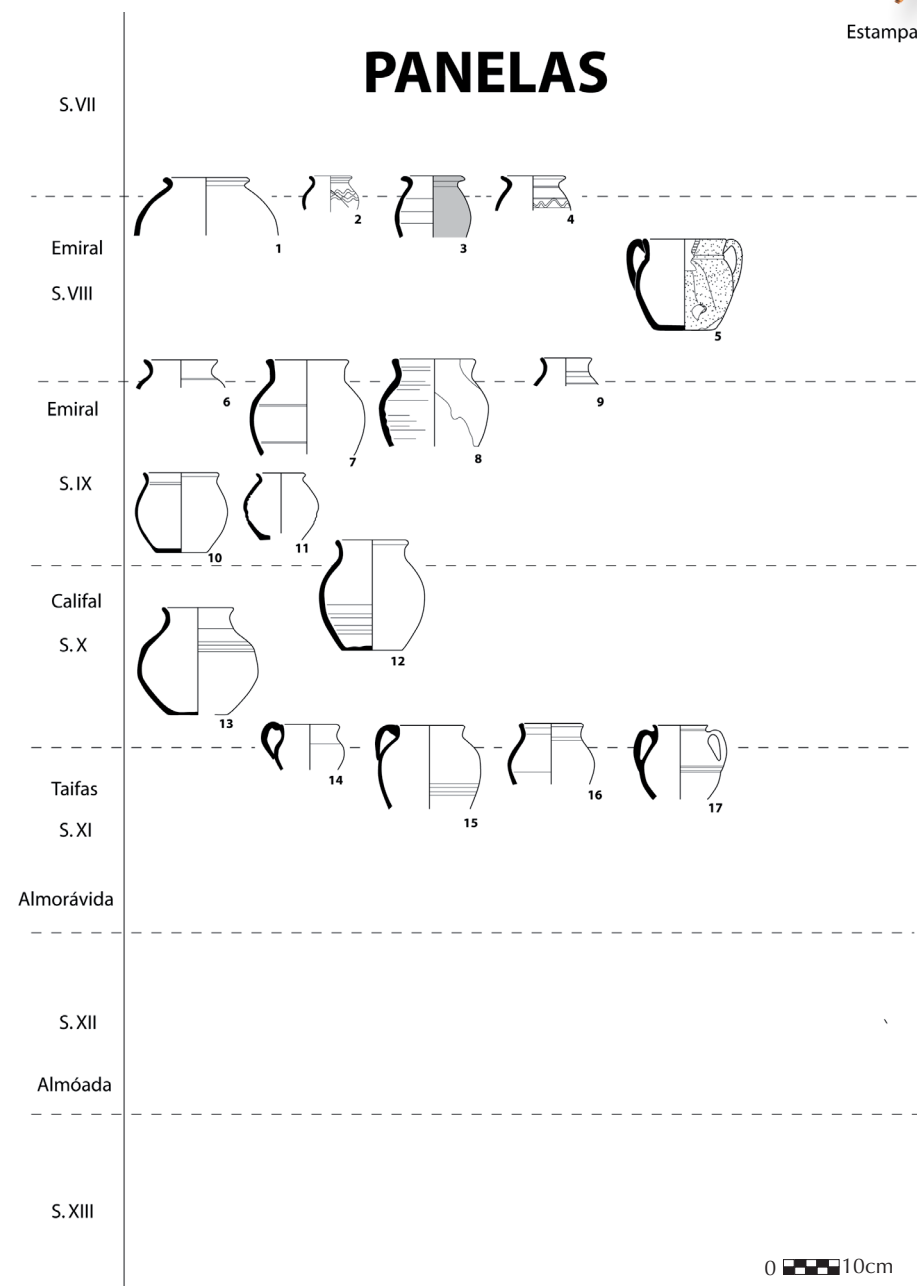 Estampa
PANELAS
S. VII
1
2
3
4
Emiral
S. VIII
5
6
7
8
9
Emiral
S. IX
10
11
12
Califal
S. X
13
14
15
16
17
Taifas
S. XI
Almorávida
S. XII
Almóada
S. XIII
0 10cm